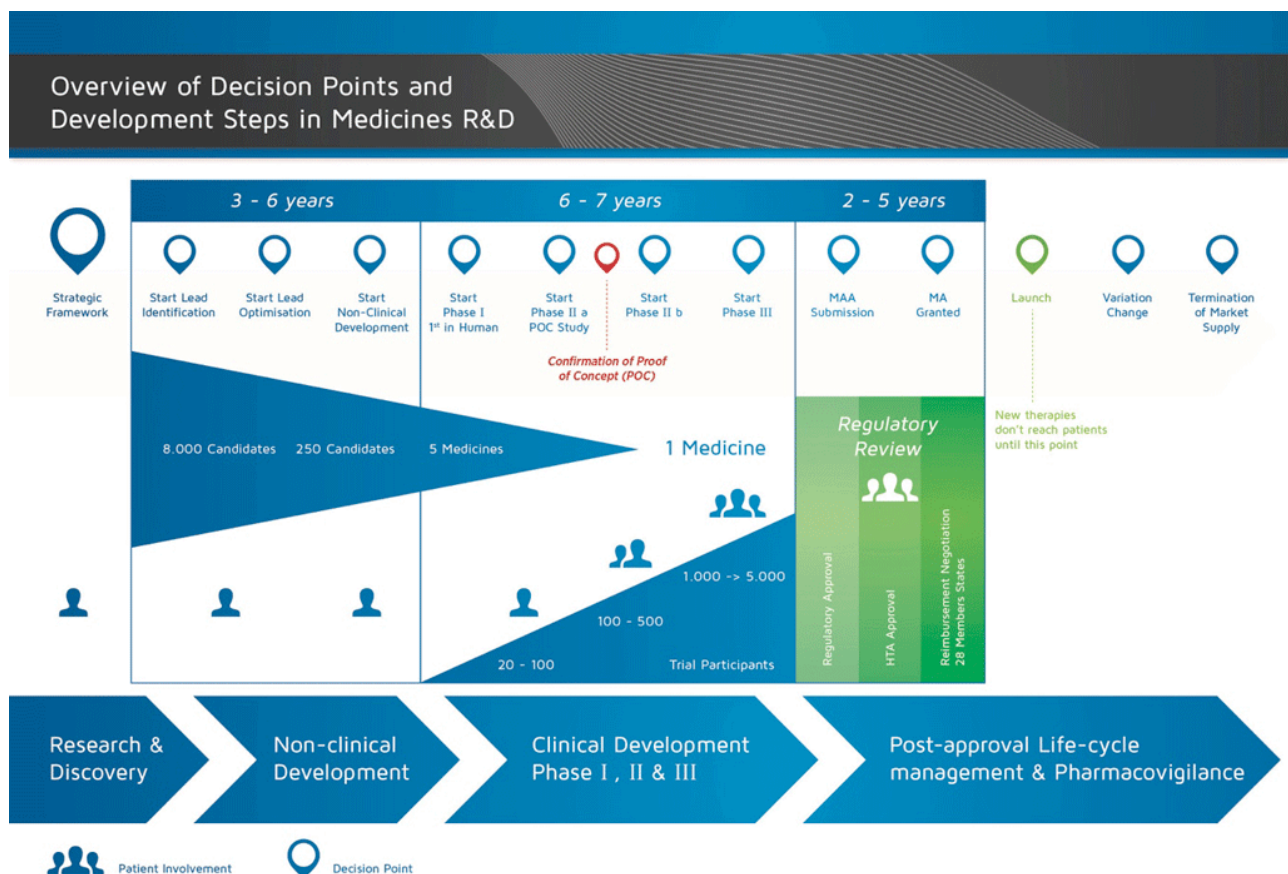 Overview of Decision Points and
Development Steps in Medicines R&D
3 - 6 years
6 - 7 years
2 - 5 years
Strategic
Framework
Start Lead
Identification
Start Lead
Optimisation
Start
Non-Clinical
Development
Start
Phase I
1st in Human
Start
Phase II a
POC Study
Start
Phase II b
Start
Phase III
MAA
Submission
MA
Granted
Launch
Variation
Change
Termination
of Market
Supply
Confirmation of Proof
of Concept (POC)
New therapies
don't reach patients
until this point
8.000 Candidates
250 Candidates
5 Medicines
1 Medicine
Regulatory
Review
1.000 -> 5.000
100 - 500
20 - 100
Trial Participants
Regulatory Approval
HTA Approval
Reimbursement Negotiation
28 Members States
Research &
Discovery
Non-clinical
Development
Clinical Development
Phase I , II & III
Post-approval Life-cycle
management & Pharmacovigilance
Patient Involvement
Decision Point